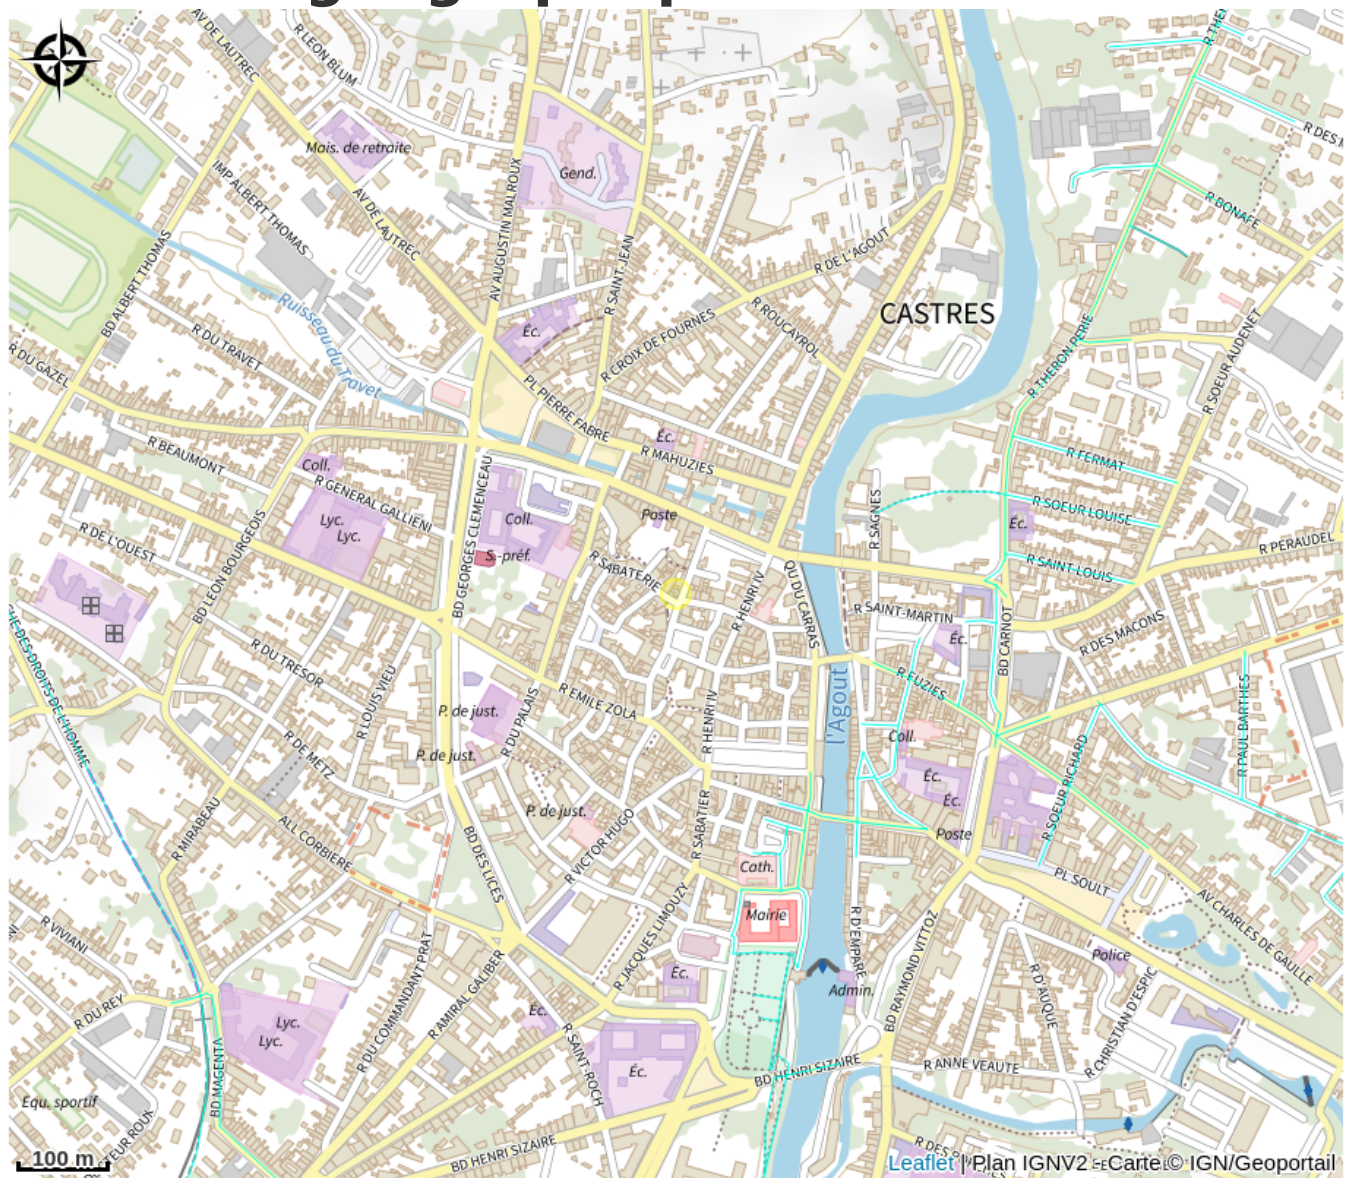 AV DE LAUTREC
R LEON BLUM
R THER
Mais. de retraite
Gend.
R DES
IMP ALBERT THOMAS
AV DE LAUTREC
AV AUGUSTIN MALROUX
R BONAFE
BD ALBERT THOMAS
R SAINT-JEAN
R DE L'AGOUT
Ruisseau du Travet
CASTRES
R DU TRAVET
Éc.
R ROUCAYROL
R CROIX DE FOURNES
R THERON PERIE
R SOEUR AUDENET
R DU GAZEL
PL PIERRE FABRE
R BEAUMONT
Éc.
R MAHUZIES
R FERMAT
Coll.
R GENERAL GALLIENI
BD GEORGES CLEMENCEAU
Coll.
Poste
R SAGNES
R SOEUR LOUISE
Éc.
Lyc.
Lyc.
R DE L'OUEST
BD LEON BOURGEOIS
S.-préf.
R SABATERIE
R PERAUDEL
R SAINT-LOUIS
R HENRI IV
QU DU CARRAS
R SAINT-MARTIN
Éc.
BD CARNOT
R DES MACONS
R DU TRESOR
R LOUIS VIEU
R EMILE ZOLA
R EUZIES
l'Agout
R PAUL BARTHES
P. de just.
R DU PALAIS
R HENRI IV
Coll.
R DE METZ
P. de just.
Éc.
Éc.
R SOEUR RICHARD
P. de just.
R VICTOR HUGO
R SABATIER
Poste
R MIRABEAU
ALL CORBIERE
BD DES LICES
Cath.
PL SOULT
AV CHARLES DE GAULLE
Mairie
R JACQUES LIMOUZY
R D'EMPARE
BD RAYMOND VITTOZ
R VIVIANI
R DU COMMANDANT PRAT
R AMIRAL GALIBER
Éc.
Admin.
Police
R D'AUQUE
R CHRISTIAN D'ESPIC
R DU REY
Lyc.
Lyc.
Éc.
R SAINT-ROCH
Éc.
BD HENRI SIZAIRE
R ANNE VEAUTE
BD MAGENTA
Equ. sportif
BD HENRI SIZAIRE
100 m
Leaflet | Plan IGNV2 - Carte © IGN/Geoportail